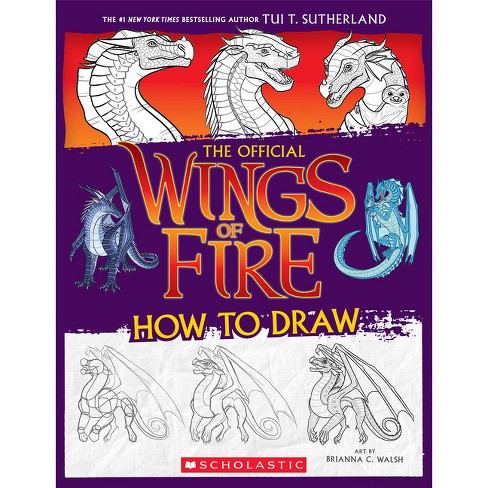 THE #1 NEW YORK TIMES BESTSELLING AUTHOR TUI T. SUTHERLAND
THE OFFICIAL
WINGS
OF
FIRE
HOW TO DRAW
ART BY
BRIANNA C. WALSH
SCHOLASTIC